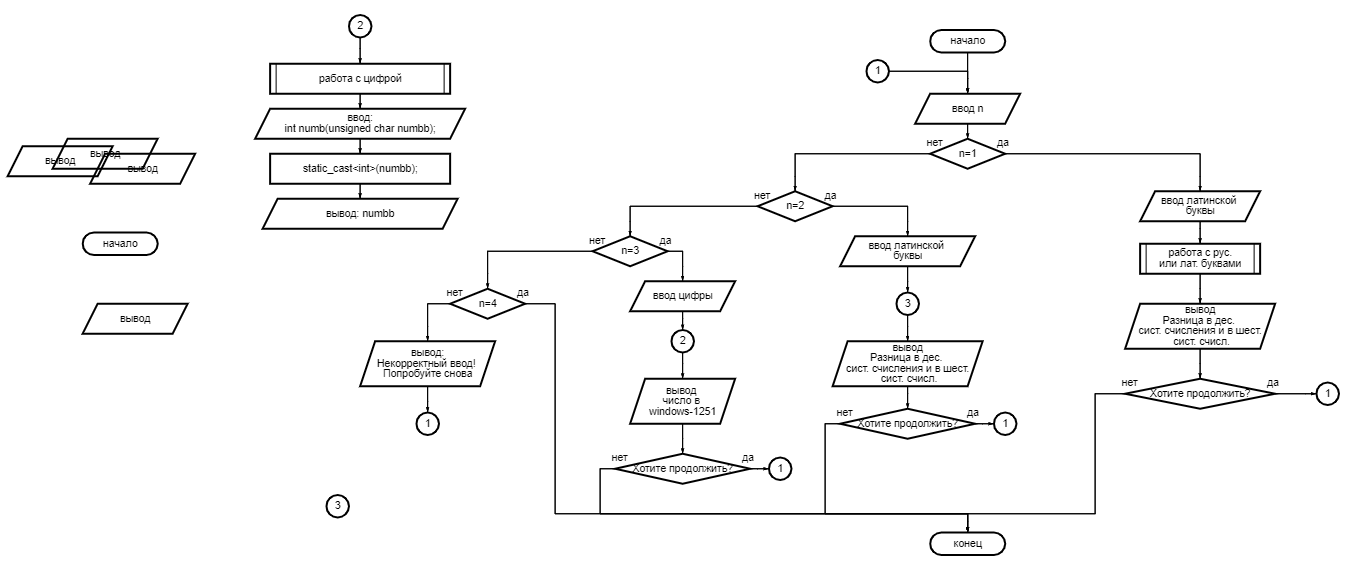 2
работа с цифрой
ввод:
int numb(unsigned char numbb);
static_cast<int>(numbb);
вывод: numbb
вывод
вывод
вывод
начало
вывод
3
начало
1
ввод n
нет
да
n=1
нет
да
n=2
нет
да
n=3
нет
да
n=4
вывод:
Некорректный ввод!
Попробуйте снова
1
ввод цифры
2
вывод
число в
windows-1251
нет
да
Хотите продолжить?
1
ввод латинской
буквы
3
вывод
Разница в дес.
сист. счисления и в шест.
сист. счисл.
нет
да
Хотите продолжить?
1
ввод латинской
буквы
работа с рус.
или лат. буквами
вывод
Разница в дес.
сист. счисления и в шест.
сист. счисл.
нет
да
Хотите продолжить?
1
конец